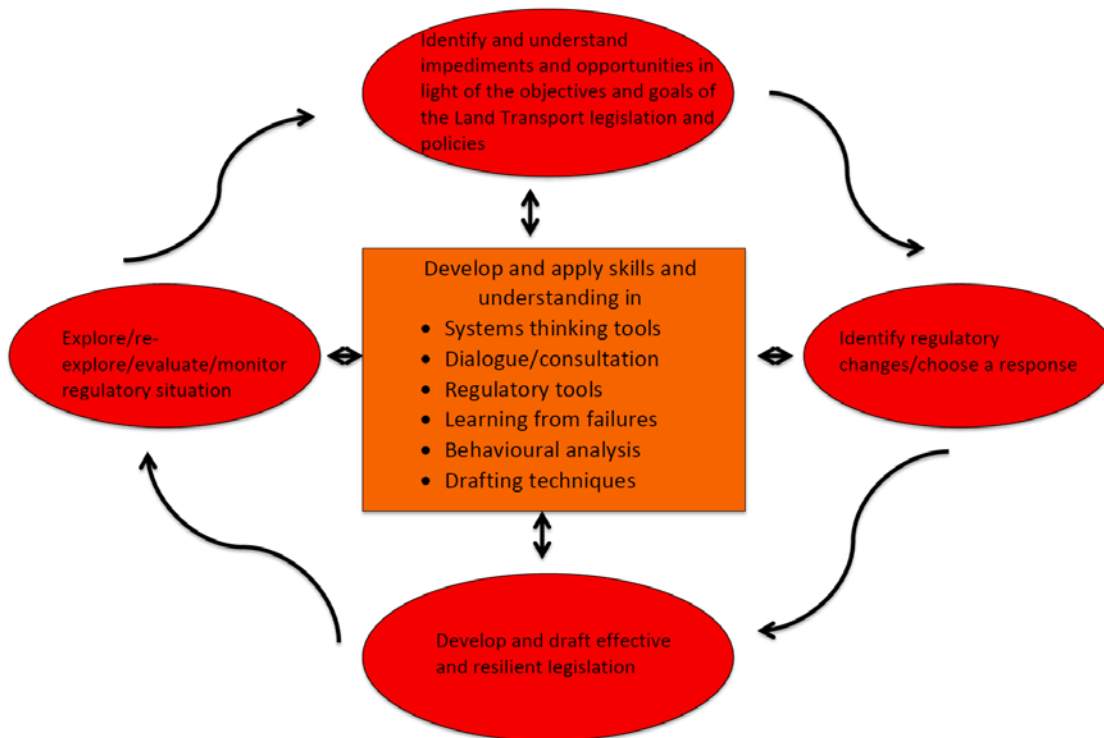 Identify and understand
impediments and opportunities in
light of the objectives and goals of
the Land Transport legislation and
policies
Develop and apply skills and
understanding in
• Systems thinking tools
• Dialogue/consultation
• Regulatory tools
• Learning from failures
• Behavioural analysis
• Drafting techniques
Explore/re-
explore/evaluate/monitor
regulatory situation
Identify regulatory
changes/choose a response
Develop and draft effective
and resilient legislation